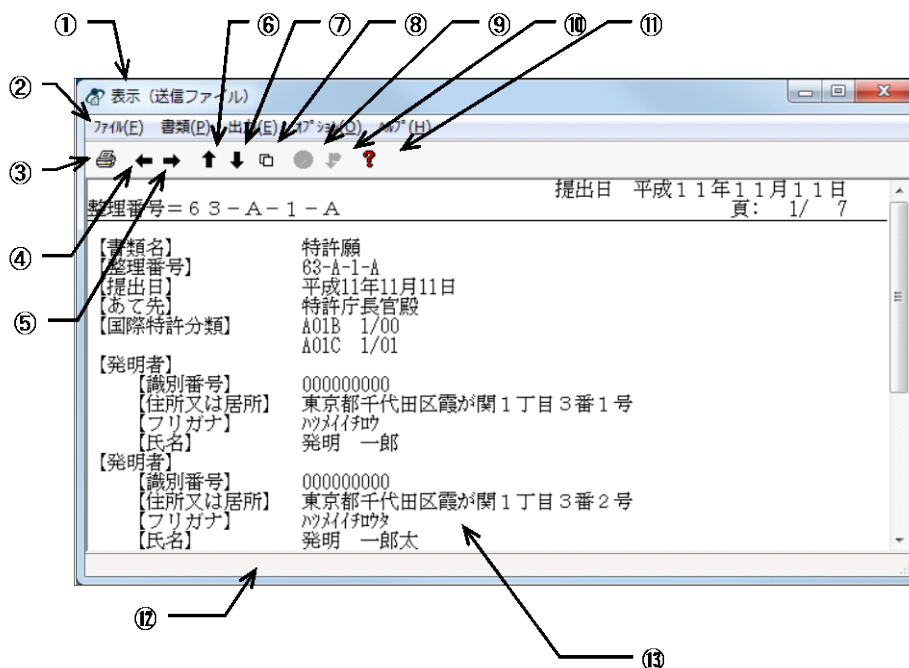 ① ⑥ ⑦ ⑧ ⑨ ⑩ ⑪
② 表示（送信ファイル）
ﾌｧｲﾙ(F) 書類(P) 出力(E) ｵﾌﾟｼｮﾝ(O) ﾍﾙﾌﾟ(H)
③ ?
提出日 平成１１年１１月１１日
整理番号＝６３－Ａ－１－Ａ 頁： 1/ 7
④
⑤
【書類名】 特許願
【整理番号】 63-A-1-A
【提出日】 平成11年11月11日
【あて先】 特許庁長官殿
【国際特許分類】 A01B 1/00
A01C 1/01
【発明者】
【識別番号】 000000000
【住所又は居所】 東京都千代田区霞が関１丁目３番１号
【フリガナ】 ﾊﾂﾒｲｲﾁﾛｳ
【氏名】 発明 一郎
【発明者】
【識別番号】 000000000
【住所又は居所】 東京都千代田区霞が関１丁目３番２号
【フリガナ】 ﾊﾂﾒｲｲﾁﾛｳﾀ
【氏名】 発明 一郎太
⑫
⑬